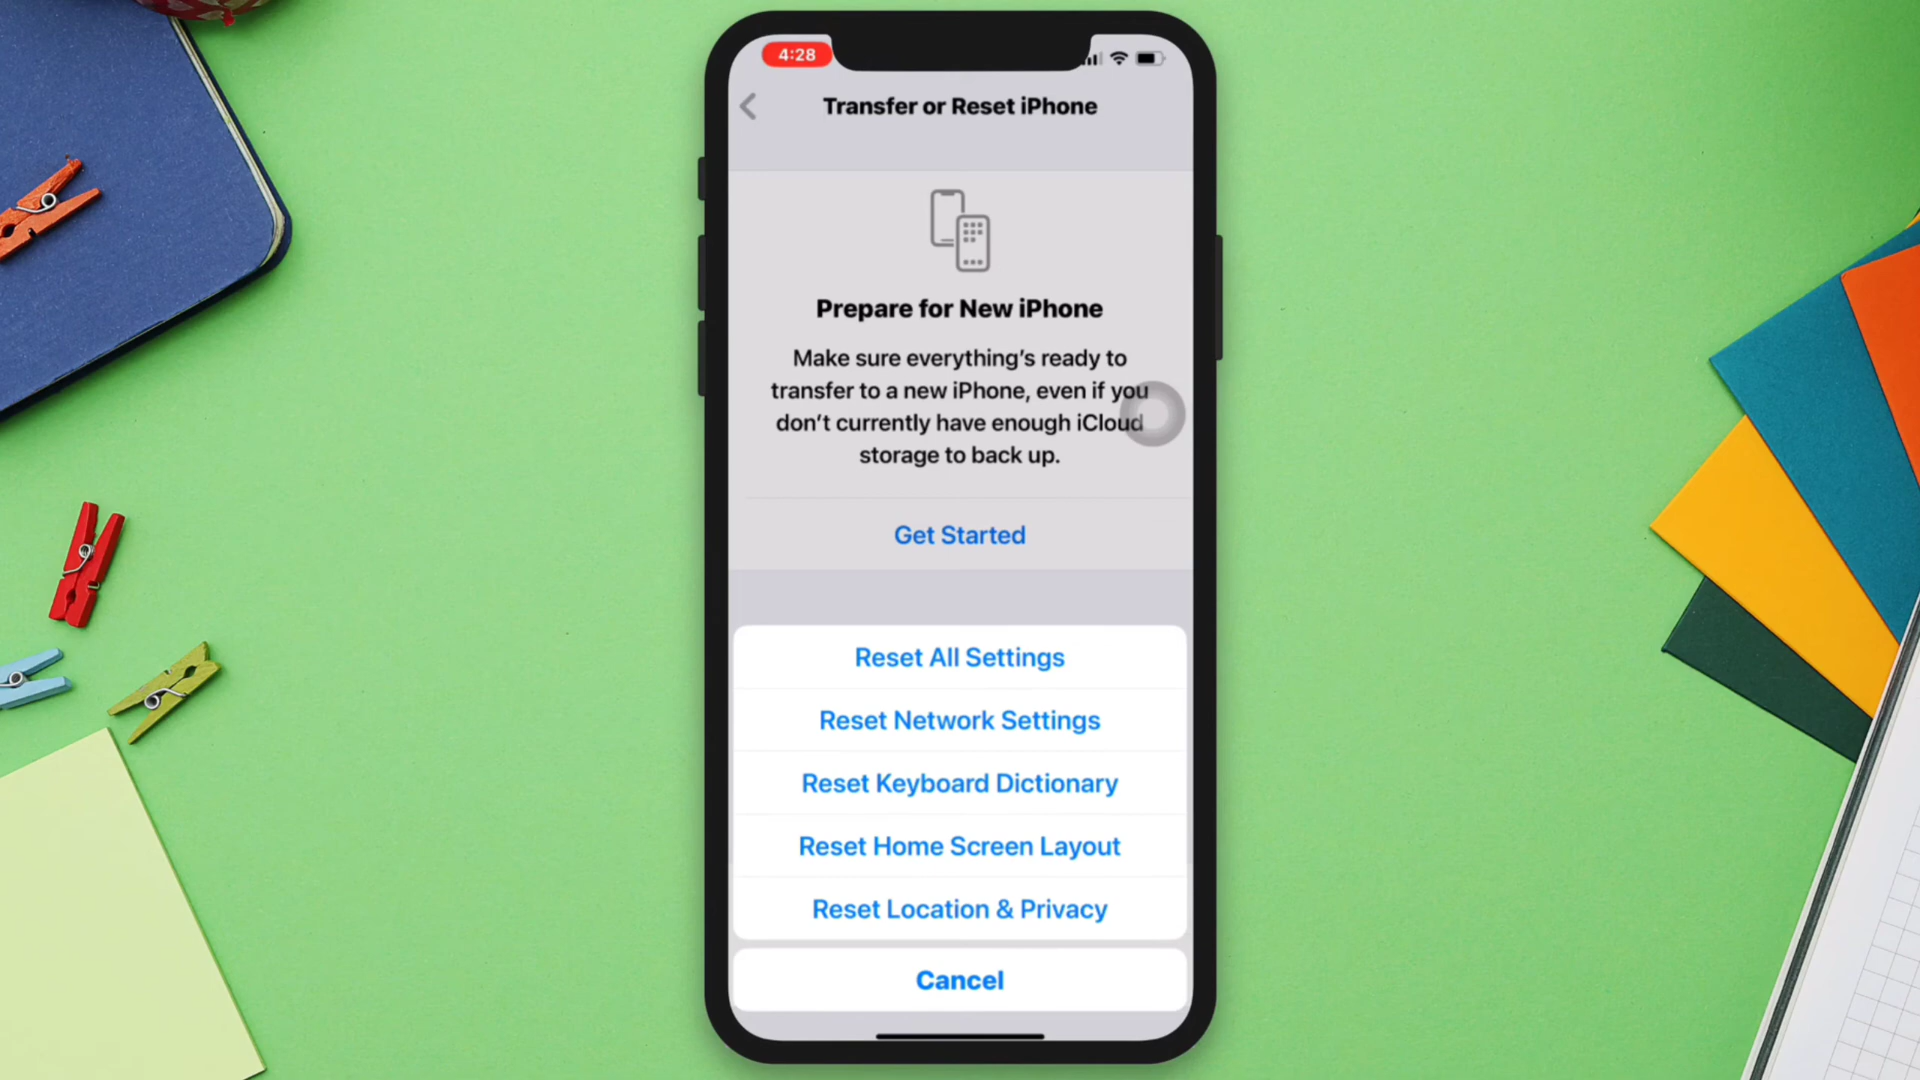 4:28
Transfer or Reset iPhone
Prepare for New iPhone
Make sure everything’s ready to
transfer to a new iPhone, even if you
don’t currently have enough iCloud
storage to back up.
Get Started
Reset All Settings
Reset Network Settings
Reset Keyboard Dictionary
Reset Home Screen Layout
Reset Location & Privacy
Cancel